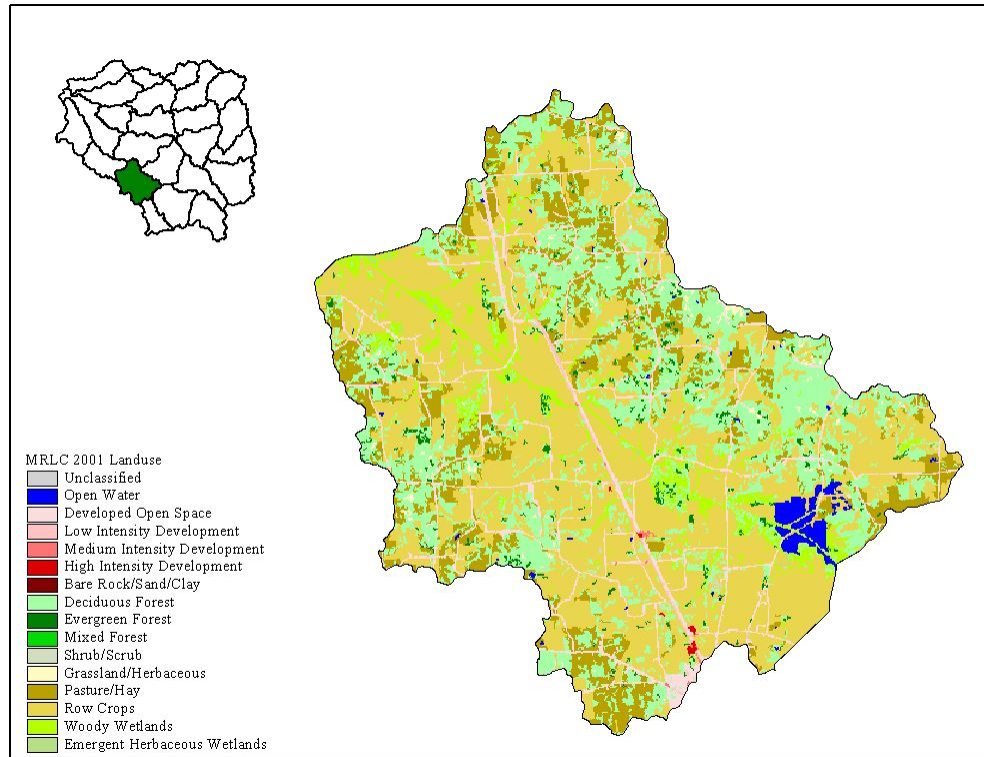 MRLC 2001 Landuse
Unclassified
Open Water
Developed Open Space
Low Intensity Development
Medium Intensity Development
High Intensity Development
Bare Rock/Sand/Clay
Deciduous Forest
Evergreen Forest
Mixed Forest
Shrub/Scrub
Grassland/Herbaceous
Pasture/Hay
Row Crops
Woody Wetlands
Emergent Herbaceous Wetlands